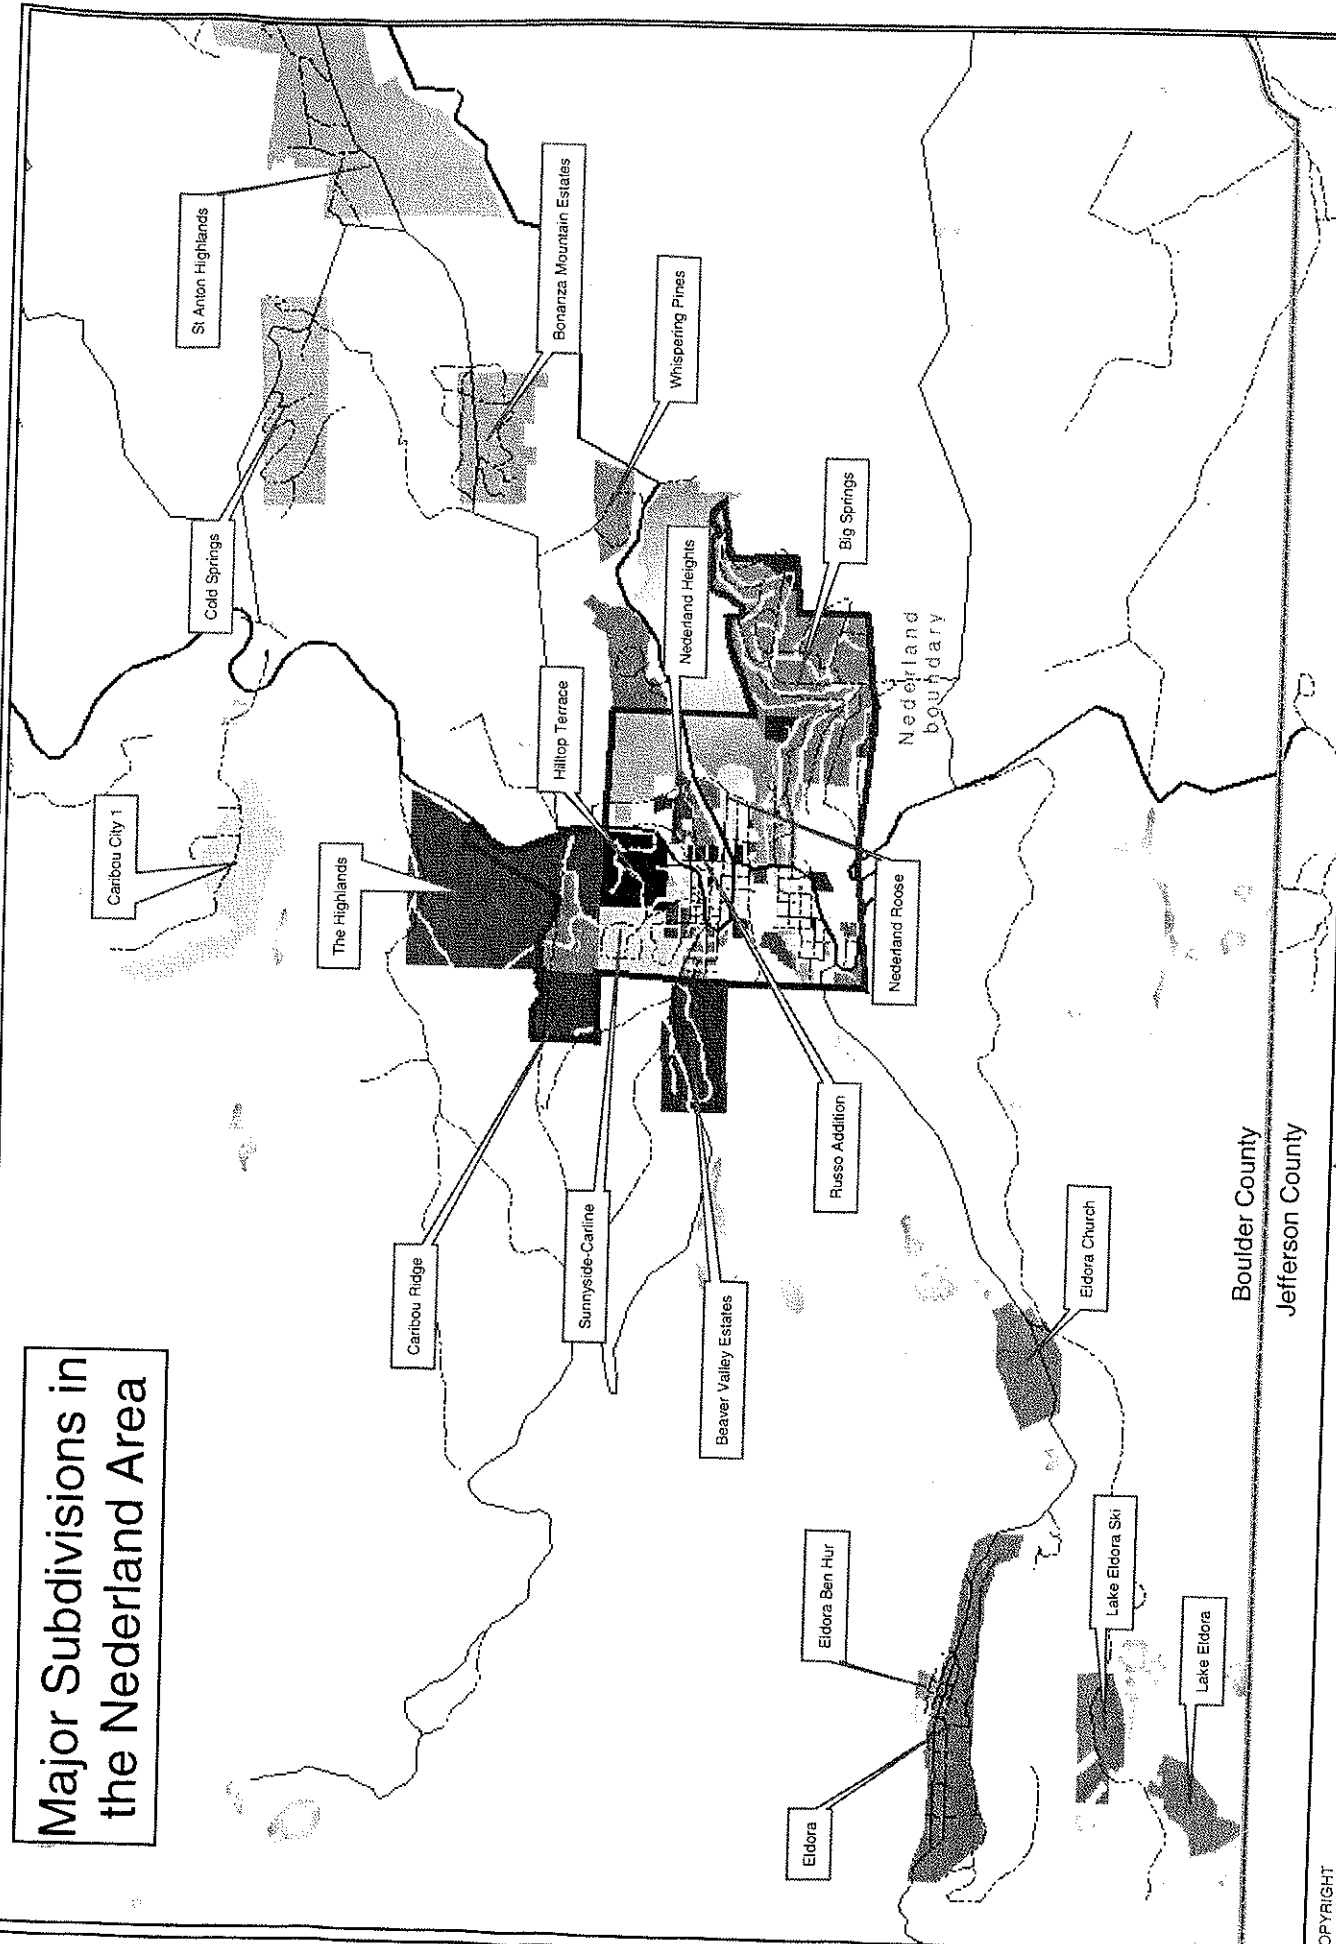 Major Subdivisions in
the Nederland Area
St Anton Highlands
Cold Springs
Bonanza Mountain Estates
Caribou City 1
Whispering Pines
The Highlands
Hilltop Terrace
Nederland Heights
Big Springs
Nederland
boundary
Caribou Ridge
Sunnyside-Carline
Beaver Valley Estates
Russo Addition
Nederland Roose
Eldora Church
Eldora Ben Hur
Eldora
Lake Eldora Ski
Lake Eldora
Boulder County
Jefferson County
OPYRIGHT